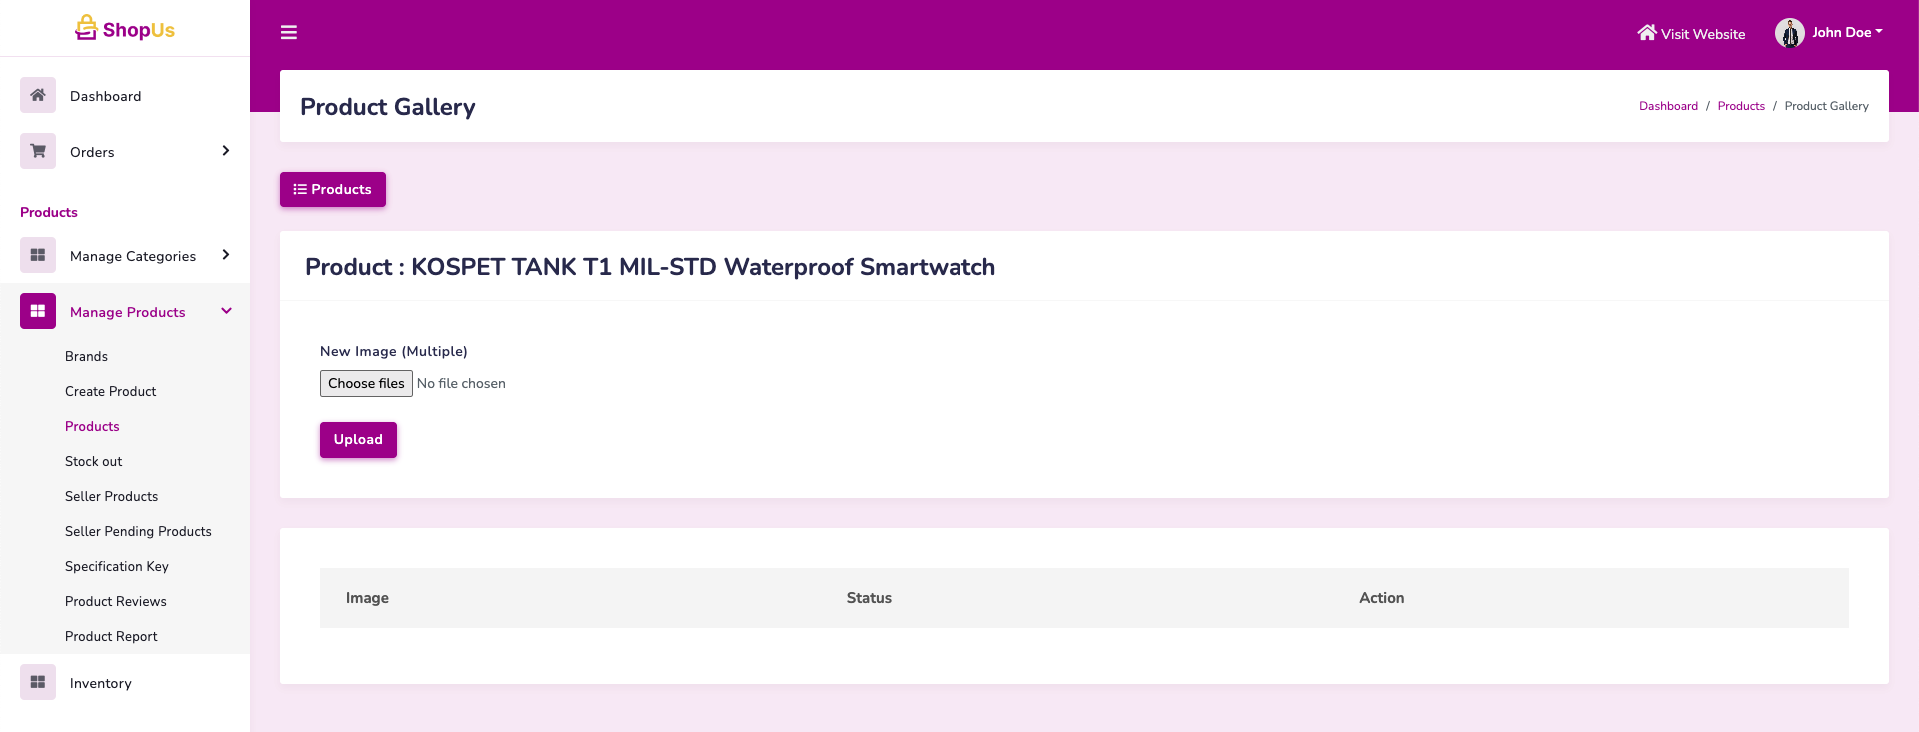 ShopUs
Visit Website
John Doe
Dashboard
Orders
Products
Manage Categories
Manage Products
Brands
Create Product
Products
Stock out
Seller Products
Seller Pending Products
Specification Key
Product Reviews
Product Report
Inventory
Product Gallery
Dashboard / Products / Product Gallery
Products
Product : KOSPET TANK T1 MIL-STD Waterproof Smartwatch
New Image (Multiple)
Choose files No file chosen
Upload
Image Status Action